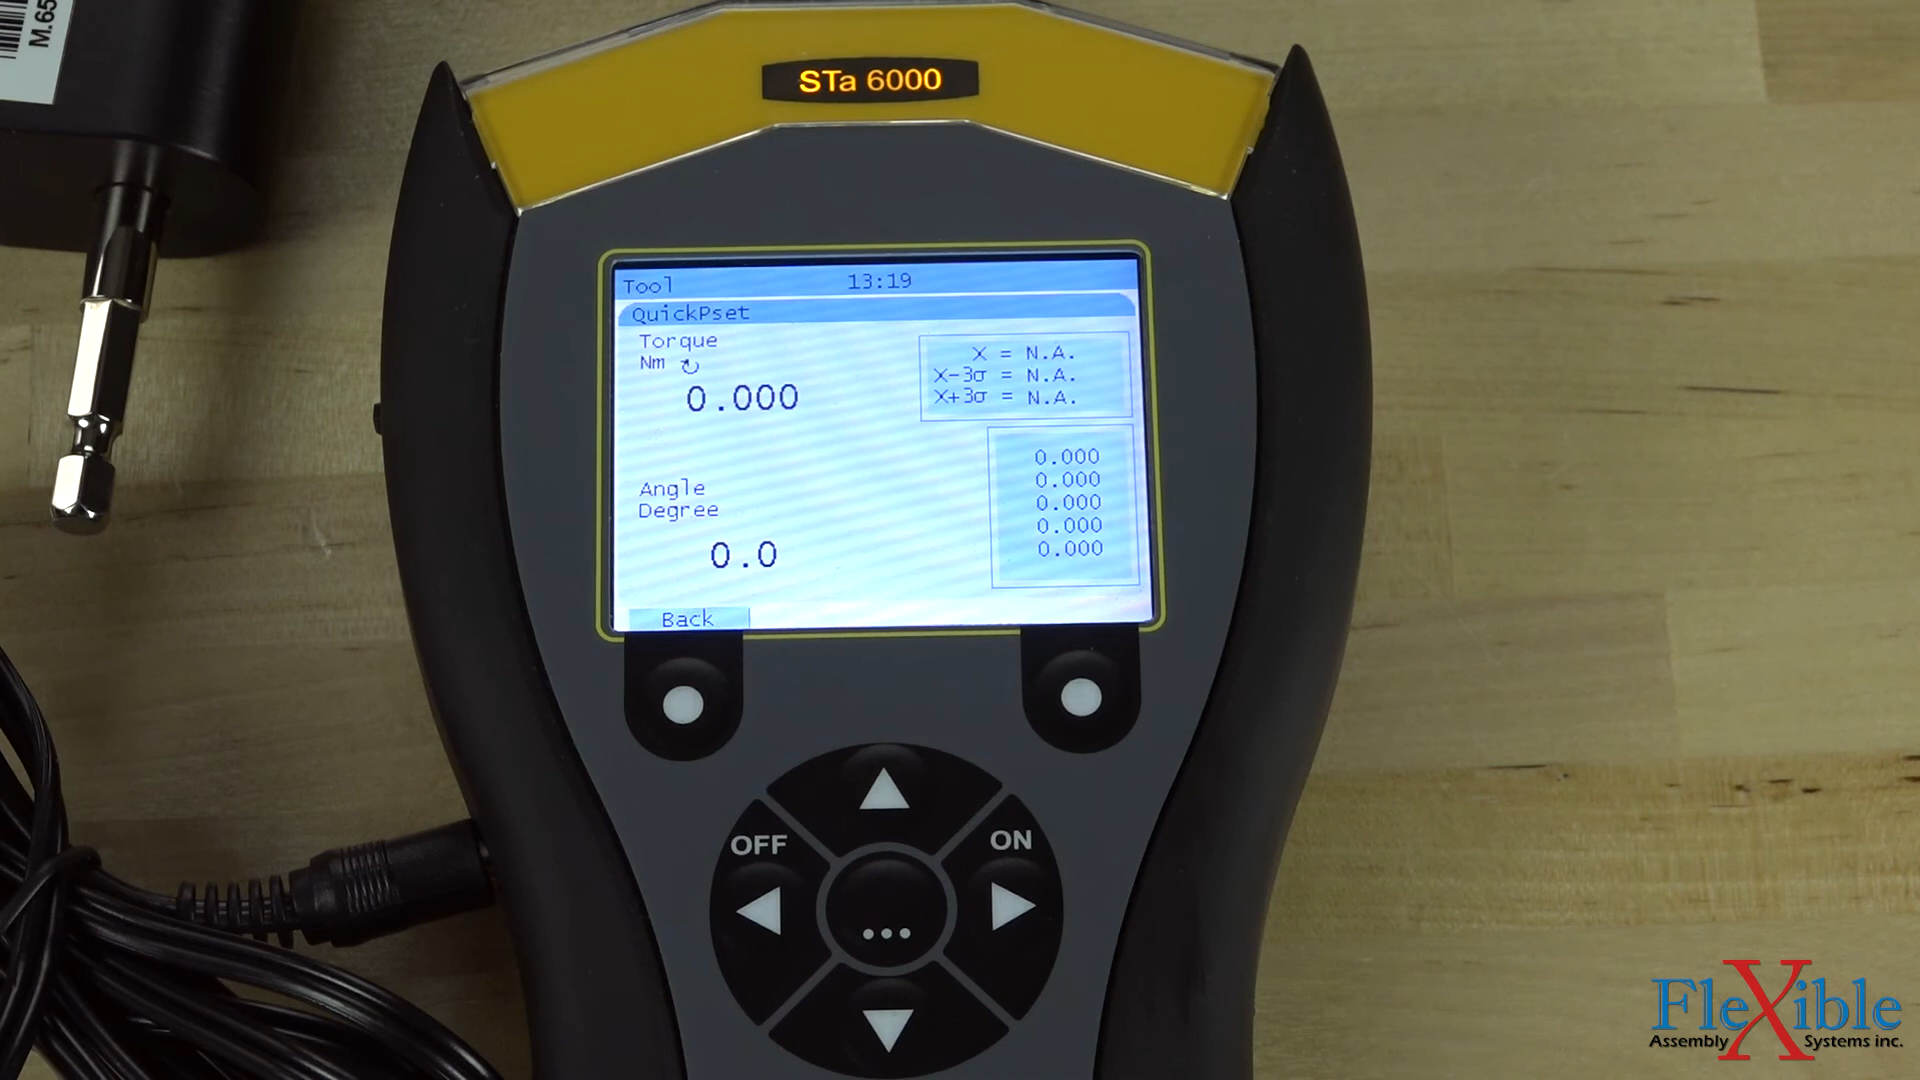 M.65
STa 6000
Tool 13:19
QuickPset
Torque
Nm ↻
0.000
X = N.A.
X-3σ = N.A.
X+3σ = N.A.
0.000
0.000
0.000
0.000
0.000
Angle
Degree
0.0
Back
OFF
ON
...
FleXible
Assembly Systems inc.